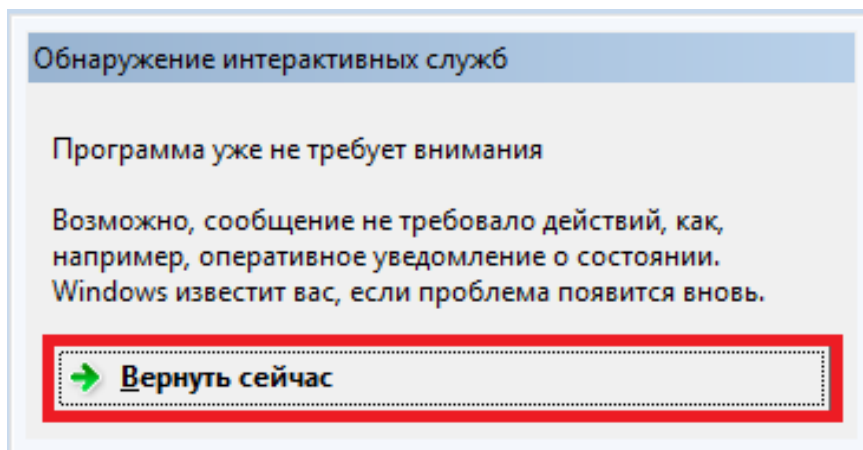 Обнаружение интерактивных служб
Программа уже не требует внимания
Возможно, сообщение не требовало действий, как,
например, оперативное уведомление о состоянии.
Windows известит вас, если проблема появится вновь.
Вернуть сейчас